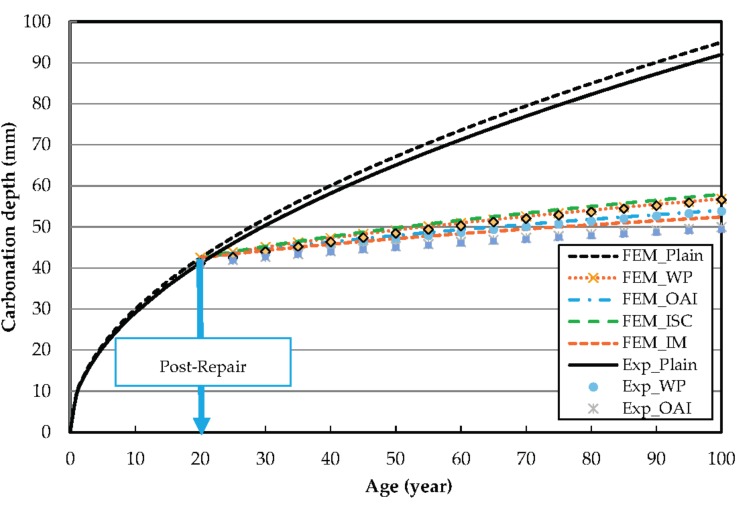 Carbonation depth (mm)
100
90
80
70
60
50
40
30
20
10
0
Post-Repair
FEM_Plain
FEM_WP
FEM_OAI
FEM_ISC
FEM_IM
Exp_Plain
Exp_WP
Exp_OAI
0 10 20 30 40 50 60 70 80 90 100
Age (year)